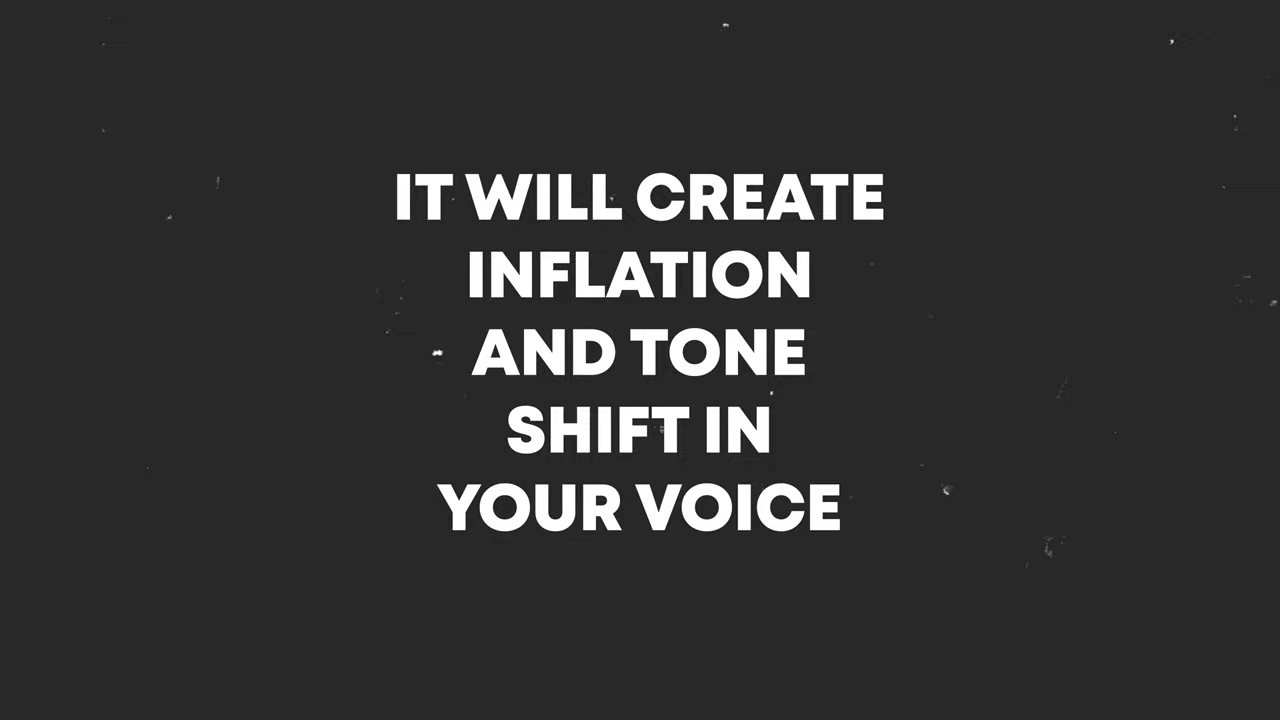 IT WILL CREATE
INFLATION
AND TONE
SHIFT IN
YOUR VOICE